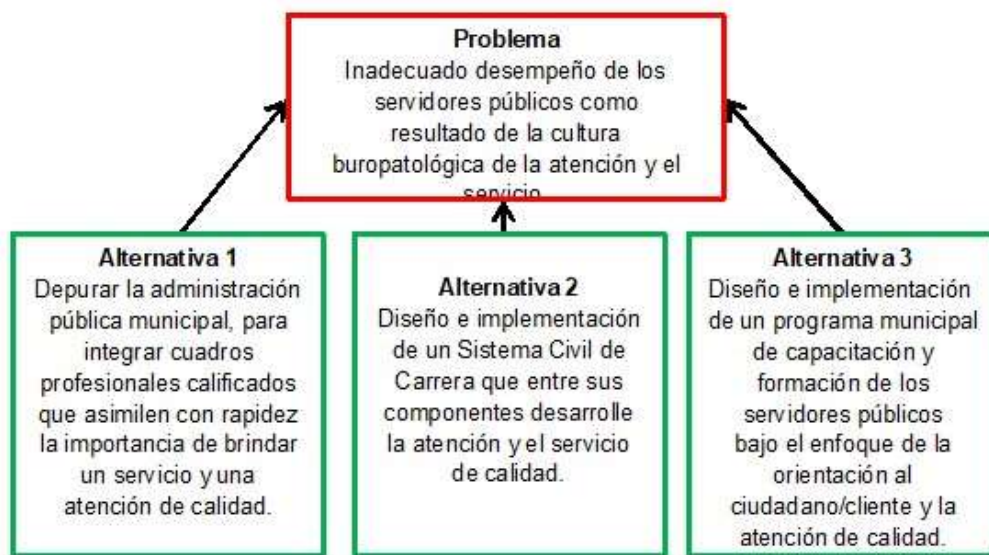 Problema
Inadecuado desempeño de los
servidores públicos como
resultado de la cultura
buropatológica de la atención y el
servicio
Alternativa 1
Depurar la administración
pública municipal, para
integrar cuadros
profesionales calificados
que asimilen con rapidez
la importancia de brindar
un servicio y una
atención de calidad.
Alternativa 2
Diseño e implementación
de un Sistema Civil de
Carrera que entre sus
componentes desarrolle
la atención y el servicio
de calidad.
Alternativa 3
Diseño e implementación
de un programa municipal
de capacitación y
formación de los
servidores públicos
bajo el enfoque de la
orientación al
ciudadano/cliente y la
atención de calidad.